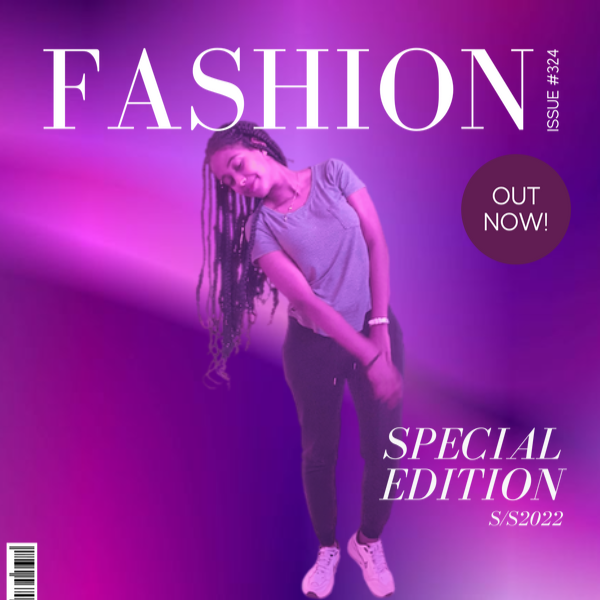 FASHION
ISSUE #324
OUT
NOW!
SPECIAL
EDITION
S/S2022